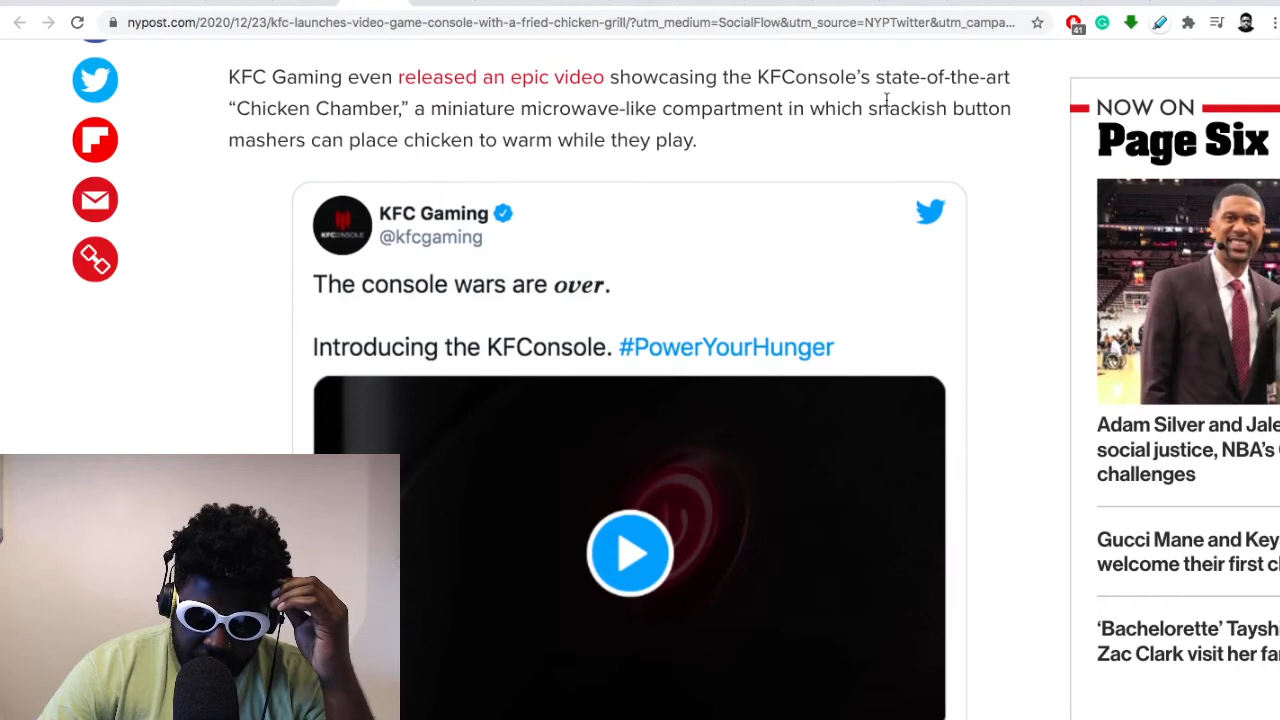 nypost.com/2020/12/23/kfc-launches-video-game-console-with-a-fried-chicken-grill/?utm_medium=SocialFlow&utm_source=NYPTwitter&utm_campa...
41
KFC Gaming even released an epic video showcasing the KFConsole's state-of-the-art
“Chicken Chamber,” a miniature microwave-like compartment in which snackish button
mashers can place chicken to warm while they play.
KFCONSOLE
KFC Gaming
@kfcgaming
The console wars are over.
Introducing the KFConsole. #PowerYourHunger
NOW ON
Page Six
Adam Silver and Jale
social justice, NBA's
challenges
Gucci Mane and Key
welcome their first c
‘Bachelorette’ Tayshi
Zac Clark visit her fa